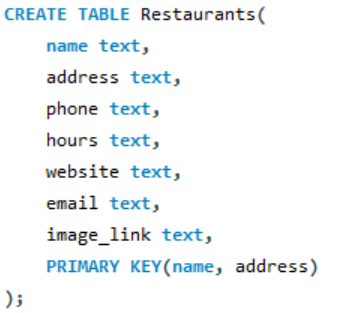 CREATE TABLE Restaurants(
name text,
address text,
phone text,
hours text,
website text,
email text,
image_link text,
PRIMARY KEY(name, address)
);